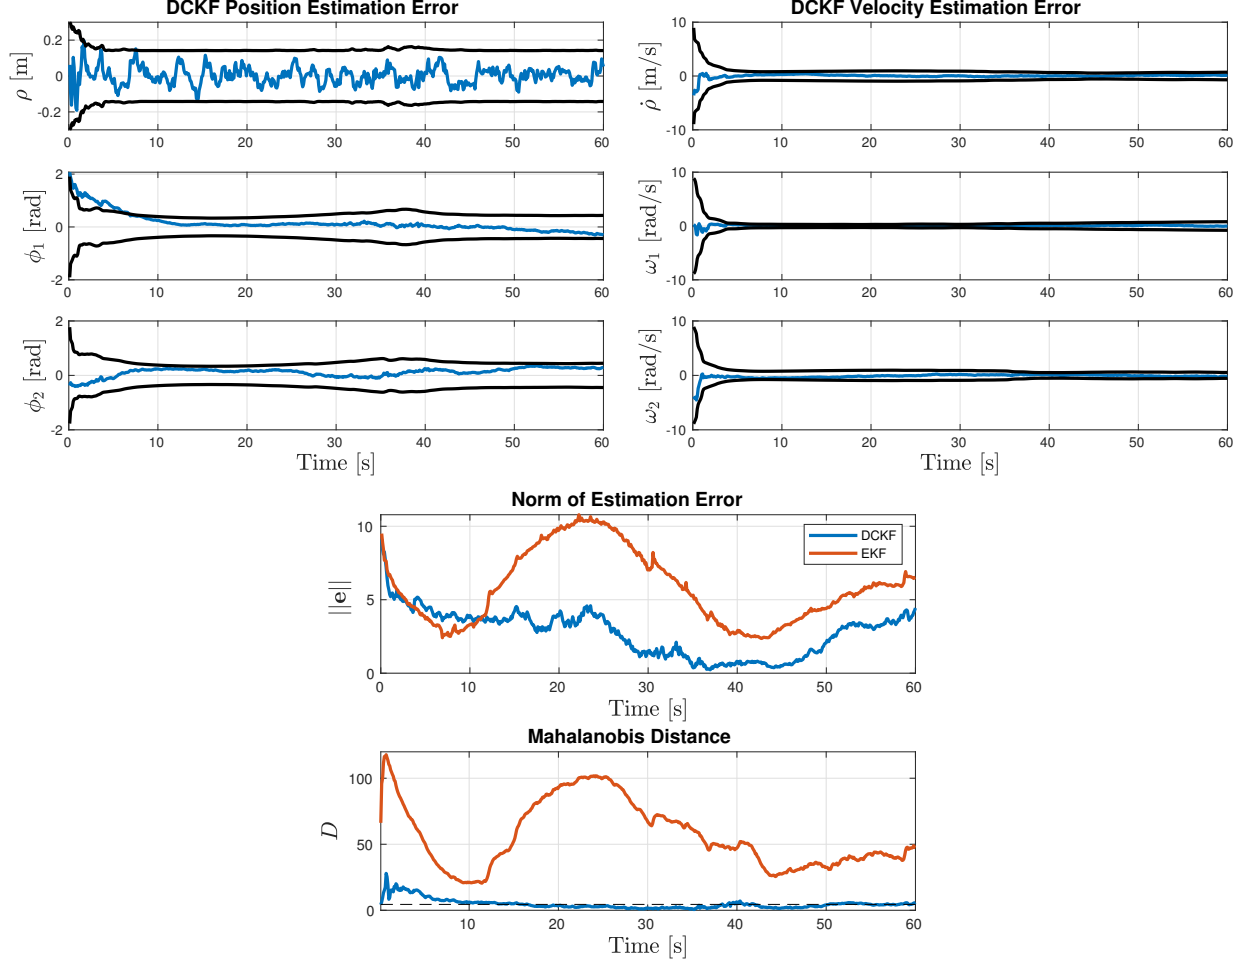 DCKF Position Estimation Error
ρ [m]
0.2
0
-0.2
0 10 20 30 40 50 60
ϕ₁ [rad]
2
0
-2
0 10 20 30 40 50 60
ϕ₂ [rad]
2
0
-2
0 10 20 30 40 50 60
Time [s]
DCKF Velocity Estimation Error
ρ̇ [m/s]
10
0
-10
0 10 20 30 40 50 60
ω₁ [rad/s]
10
0
-10
0 10 20 30 40 50 60
ω₂ [rad/s]
10
0
-10
0 10 20 30 40 50 60
Time [s]
Norm of Estimation Error
||e||
10
5
0
DCKF
EKF
0 10 20 30 40 50 60
Time [s]
Mahalanobis Distance
D
100
50
0
0 10 20 30 40 50 60
Time [s]